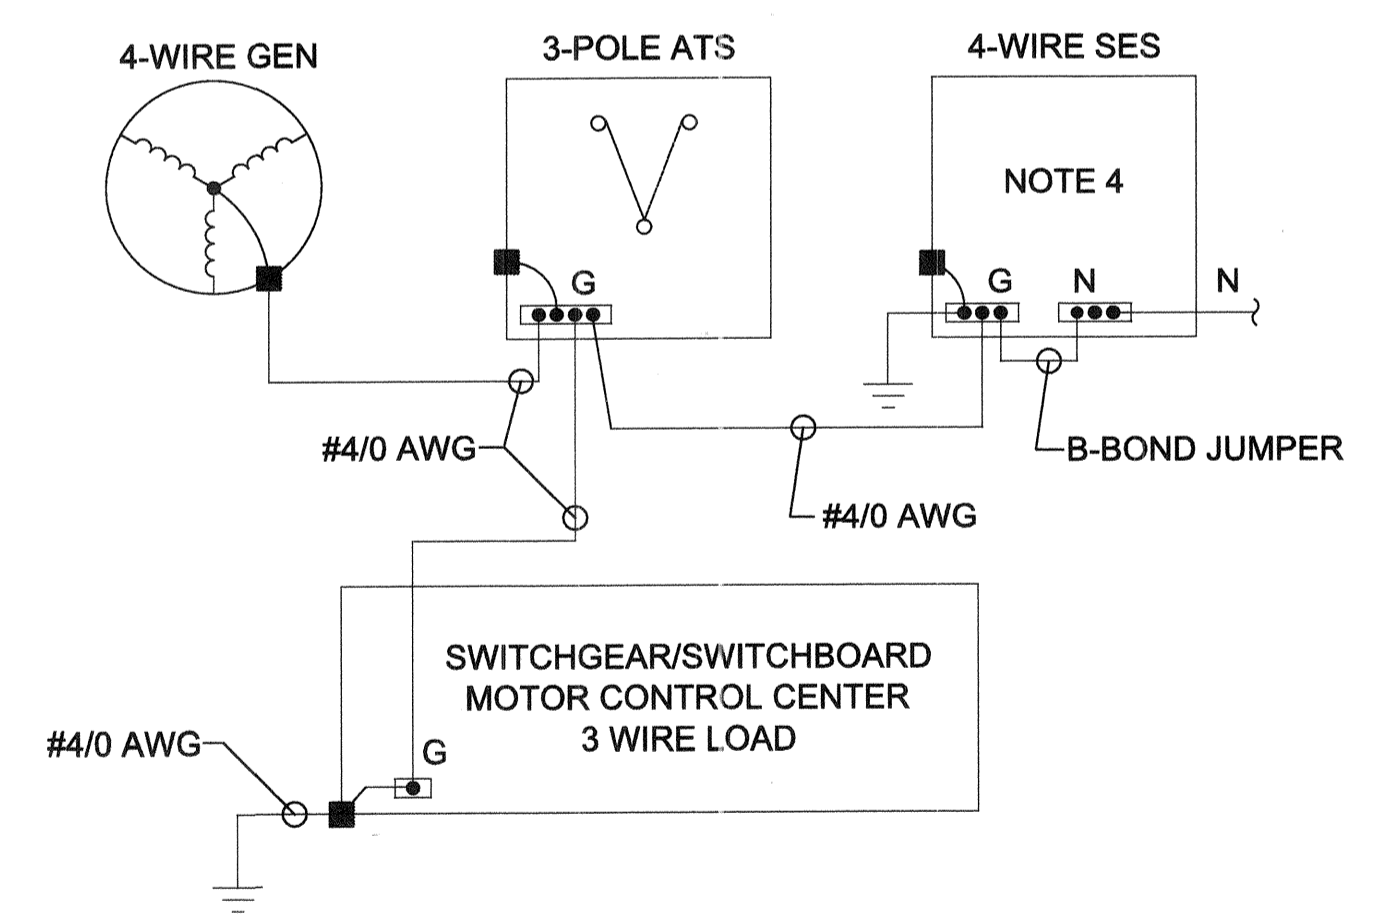 4-WIRE GEN
3-POLE ATS
4-WIRE SES
NOTE 4
G
G
N
N
#4/0 AWG
B-BOND JUMPER
#4/0 AWG
SWITCHGEAR/SWITCHBOARD
MOTOR CONTROL CENTER
3 WIRE LOAD
#4/0 AWG
G